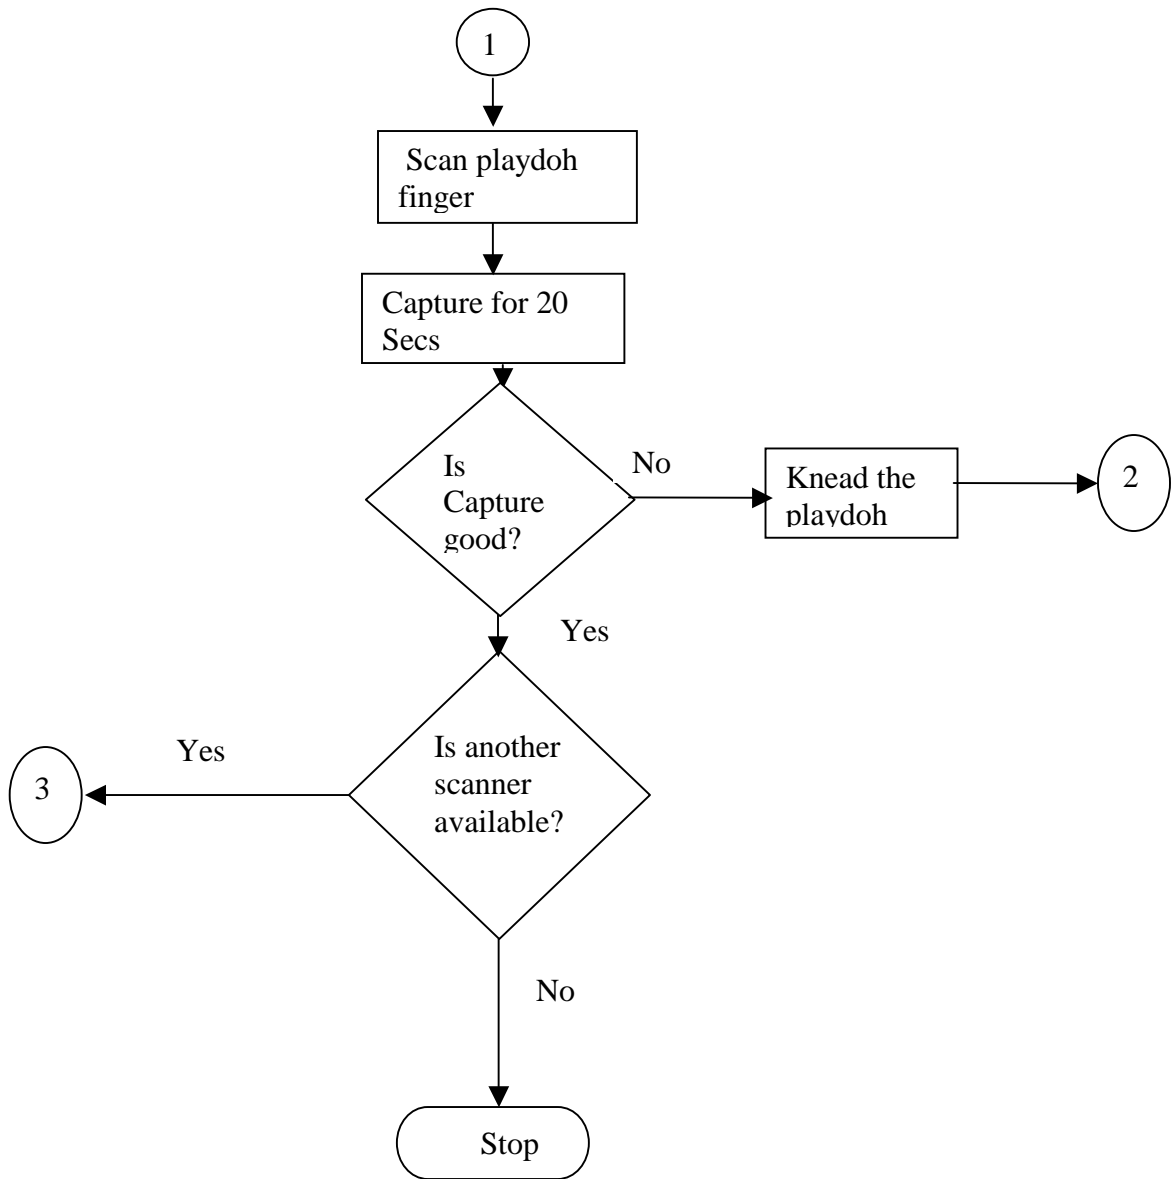 1
Scan playdoh
finger
Capture for 20
Secs
Is
Capture
good?
No
Knead the
playdoh
2
Yes
Is another
scanner
available?
Yes
3
No
Stop